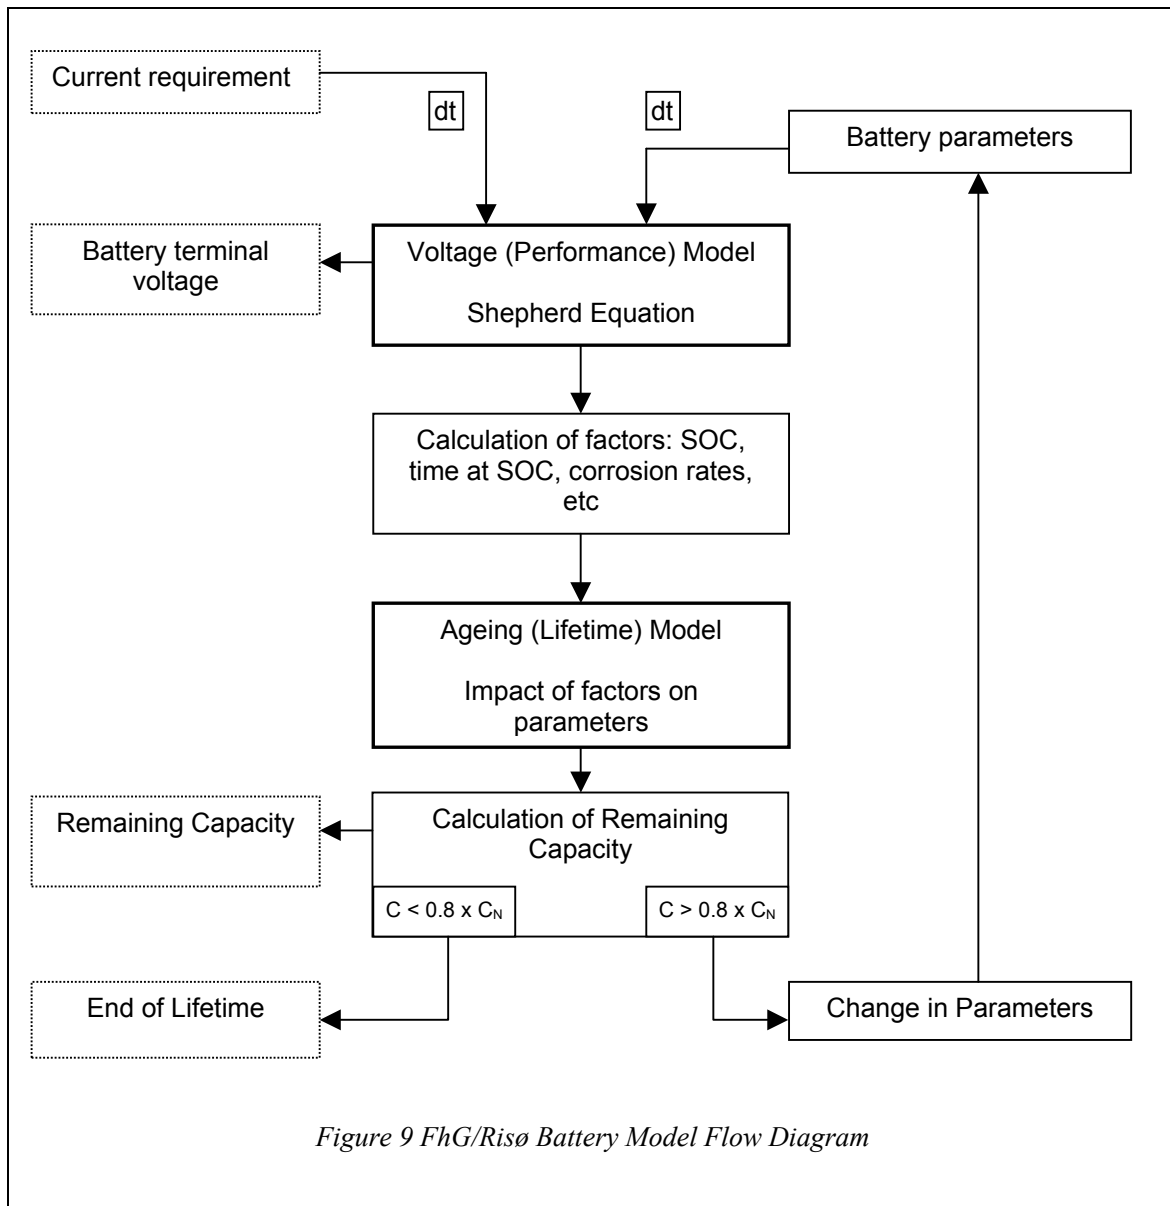 Current requirement
dt
dt
Battery parameters
Battery terminal
voltage
Voltage (Performance) Model
Shepherd Equation
Calculation of factors: SOC,
time at SOC, corrosion rates,
etc
Ageing (Lifetime) Model
Impact of factors on
parameters
Remaining Capacity
Calculation of Remaining
Capacity
C < 0.8 x CN
C > 0.8 x CN
End of Lifetime
Change in Parameters
Figure 9 FhG/Risø Battery Model Flow Diagram